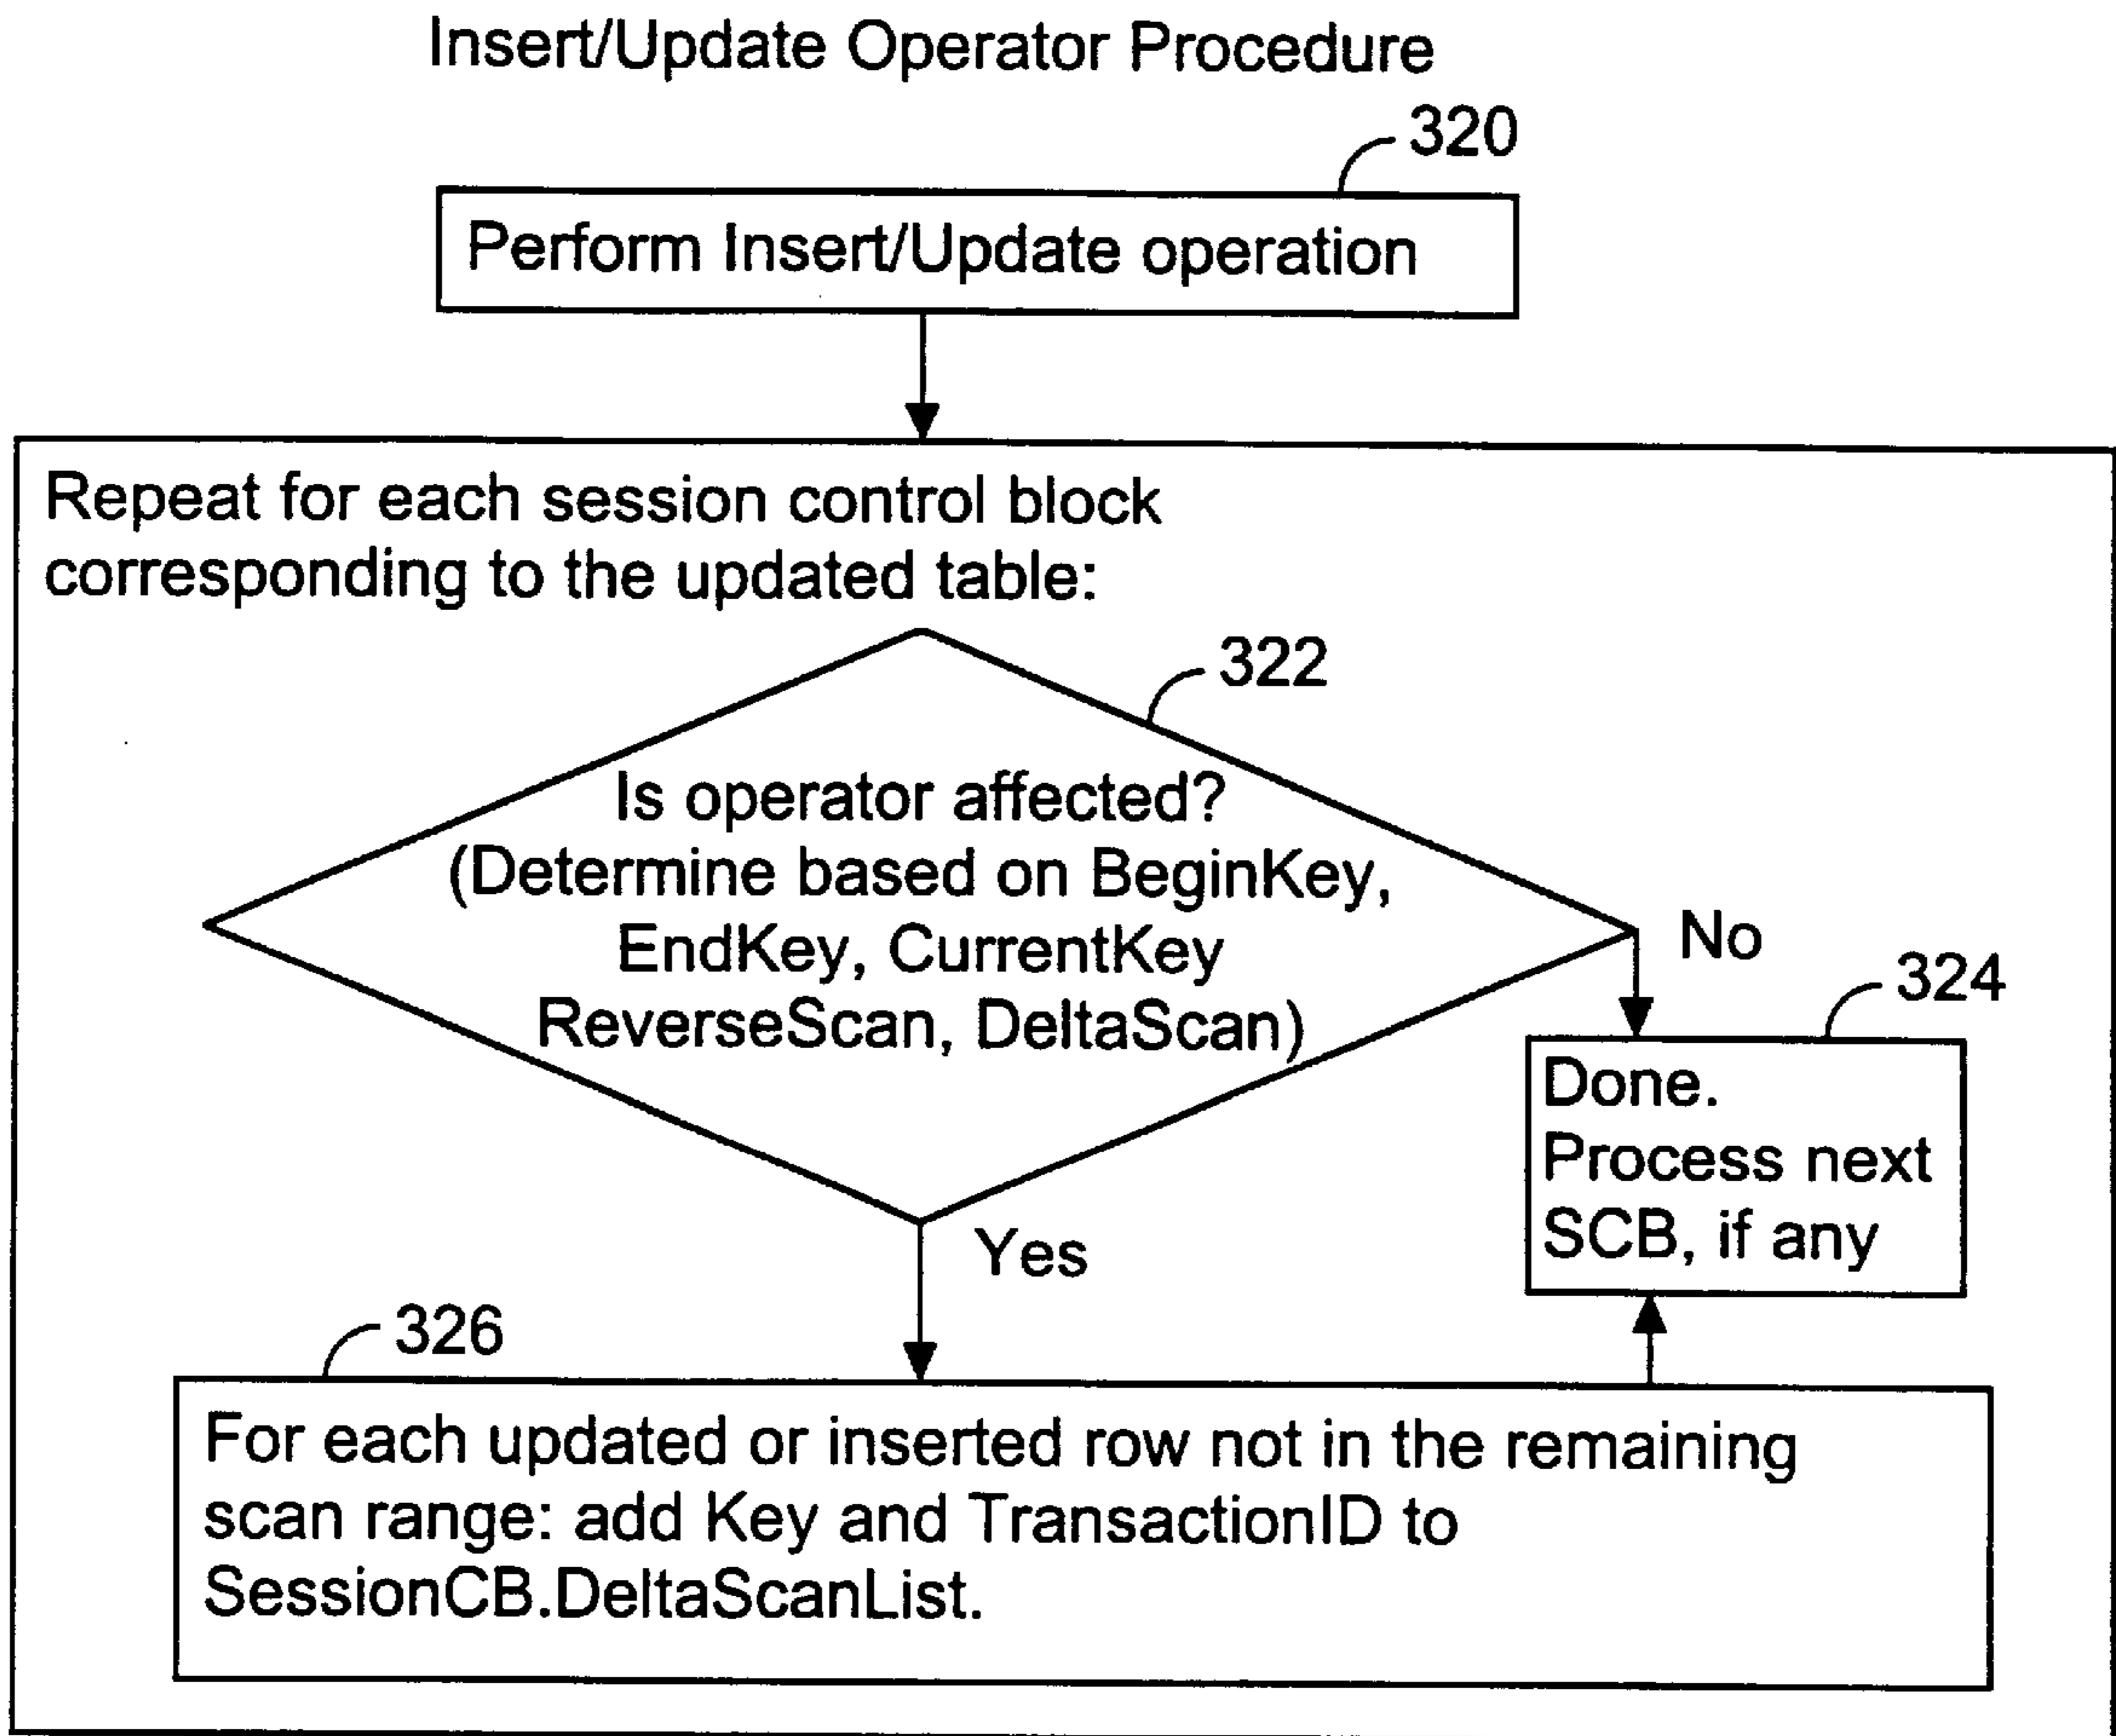 Insert/Update Operator Procedure
320
Perform Insert/Update operation
Repeat for each session control block
corresponding to the updated table:
322
Is operator affected?
(Determine based on BeginKey,
EndKey, CurrentKey
ReverseScan, DeltaScan)
No
324
Done.
Process next
SCB, if any
Yes
326
For each updated or inserted row not in the remaining
scan range: add Key and TransactionID to
SessionCB.DeltaScanList.